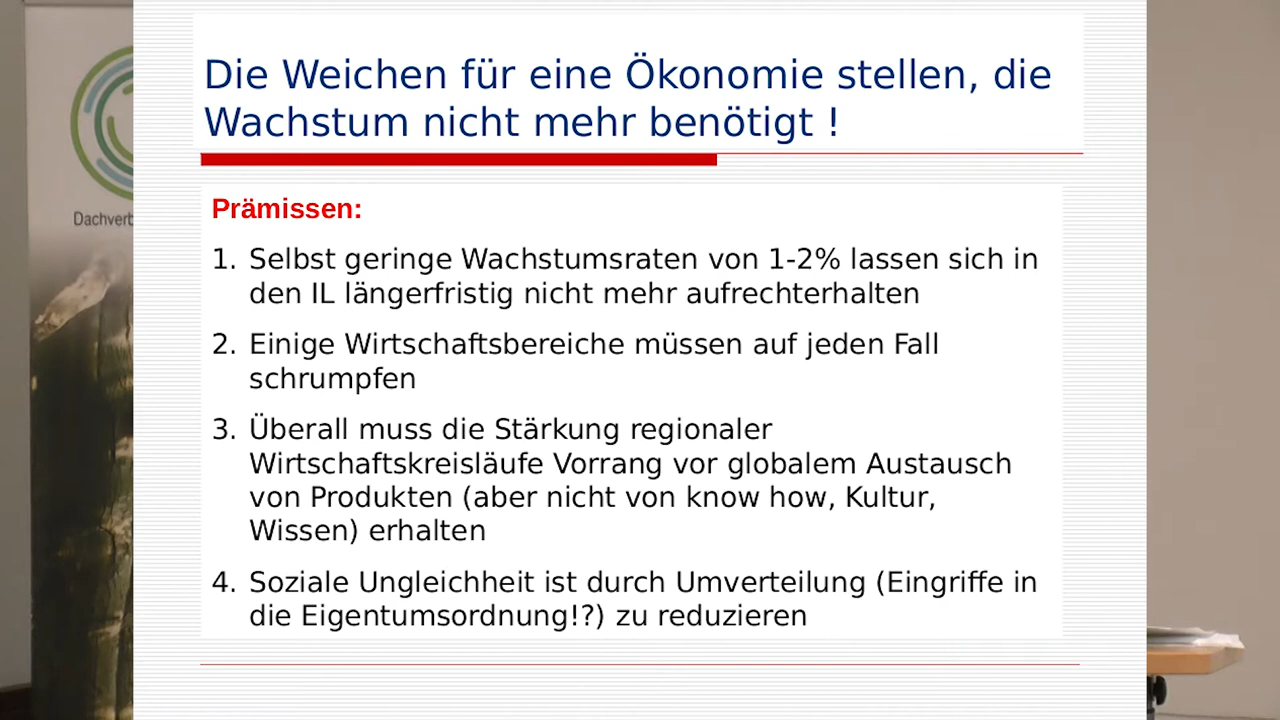 Die Weichen für eine Ökonomie stellen, die
Wachstum nicht mehr benötigt !
Prämissen:
1. Selbst geringe Wachstumsraten von 1-2% lassen sich in
den IL längerfristig nicht mehr aufrechterhalten
2. Einige Wirtschaftsbereiche müssen auf jeden Fall
schrumpfen
3. Überall muss die Stärkung regionaler
Wirtschaftskreisläufe Vorrang vor globalem Austausch
von Produkten (aber nicht von know how, Kultur,
Wissen) erhalten
4. Soziale Ungleichheit ist durch Umverteilung (Eingriffe in
die Eigentumsordnung!?) zu reduzieren